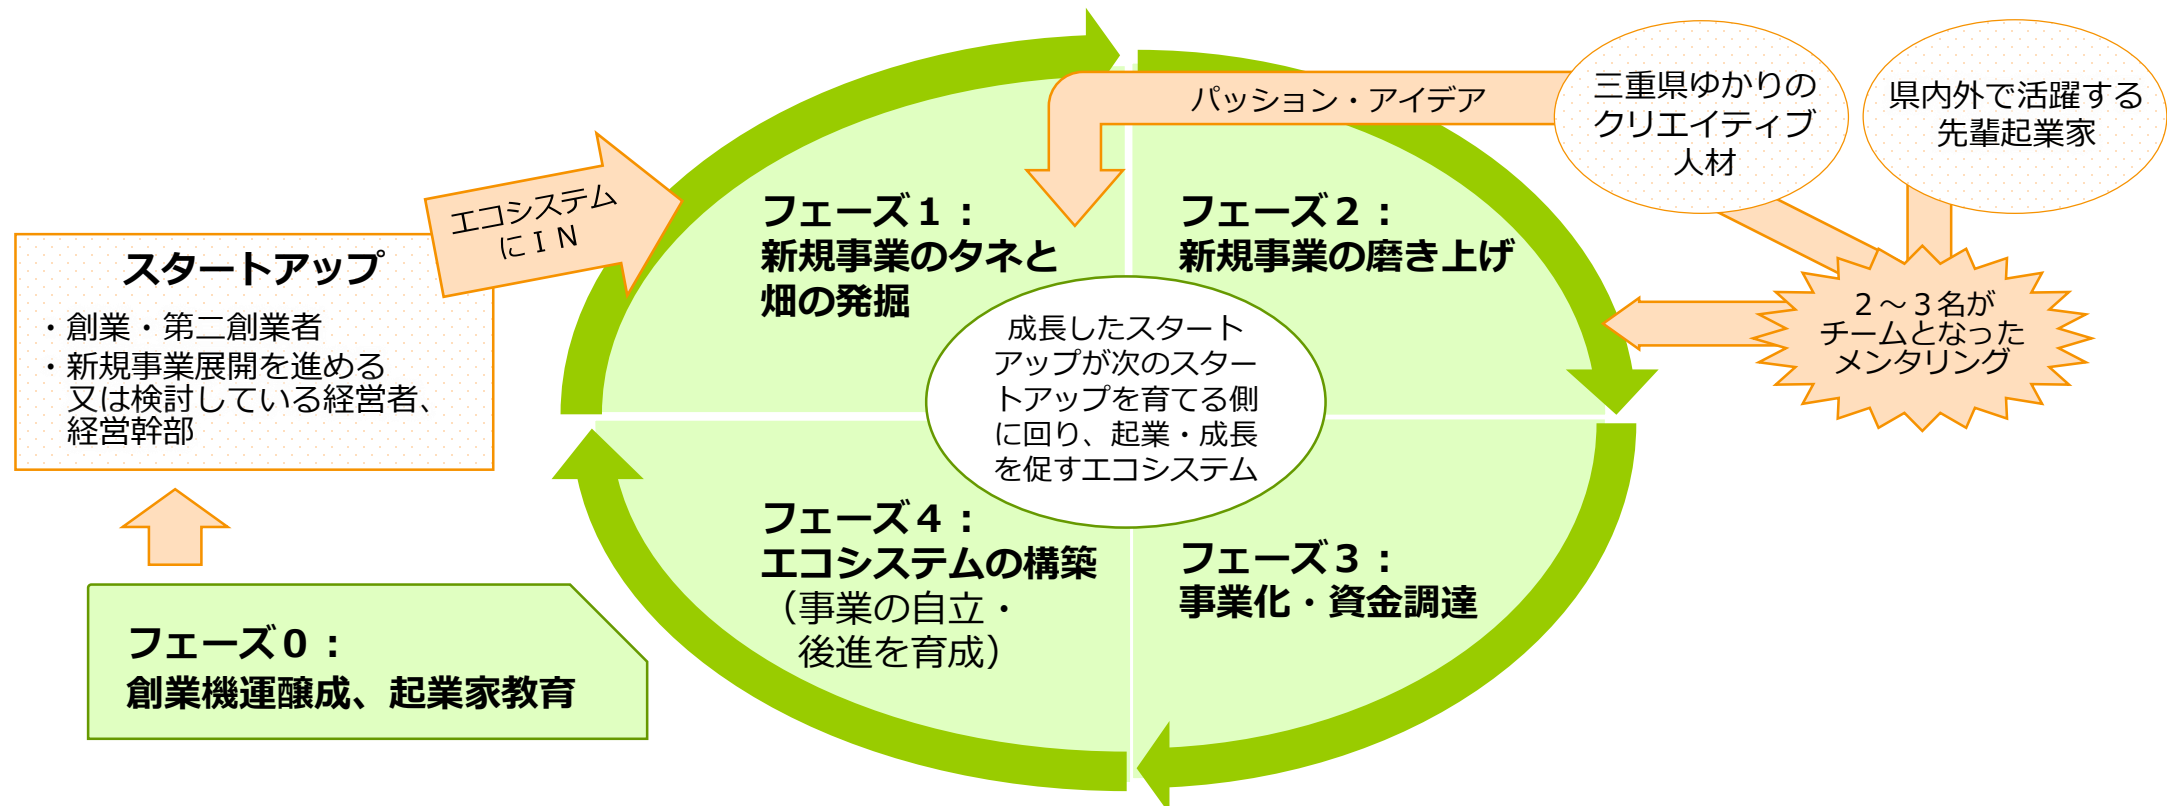 スタートアップ
・創業・第二創業者
・新規事業展開を進める
又は検討している経営者、
経営幹部
エコシステム
にＩＮ
フェーズ０：
創業機運醸成、起業家教育
パッション・アイデア
フェーズ１：
新規事業のタネと
畑の発掘
フェーズ２：
新規事業の磨き上げ
成長したスタート
アップが次のスター
トアップを育てる側
に回り、起業・成長
を促すエコシステム
フェーズ３：
事業化・資金調達
フェーズ４：
エコシステムの構築
（事業の自立・
後進を育成）
三重県ゆかりの
クリエイティブ
人材
県内外で活躍する
先輩起業家
２～３名が
チームとなった
メンタリング